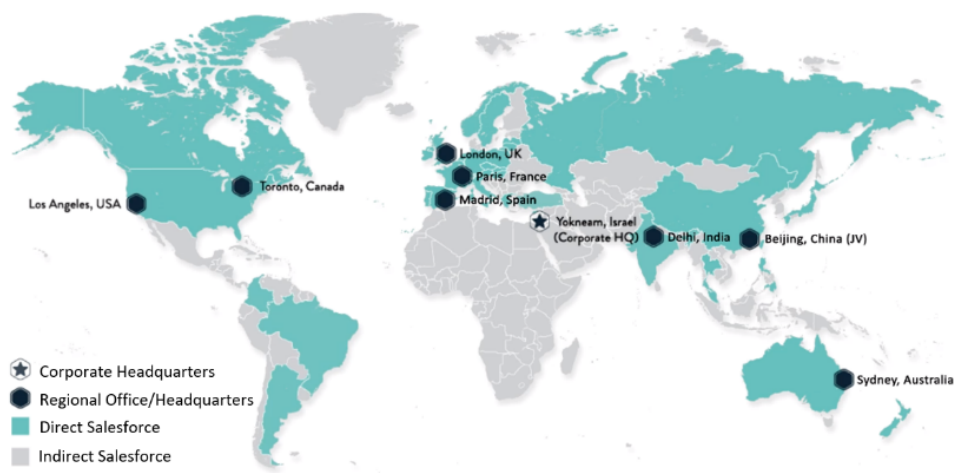 London, UK
Paris, France
Toronto, Canada
Madrid, Spain
Los Angeles, USA
Yokneam, Israel
(Corporate HQ)
Delhi, India
Beijing, China (JV)
Corporate Headquarters
Sydney, Australia
Regional Office/Headquarters
Direct Salesforce
Indirect Salesforce